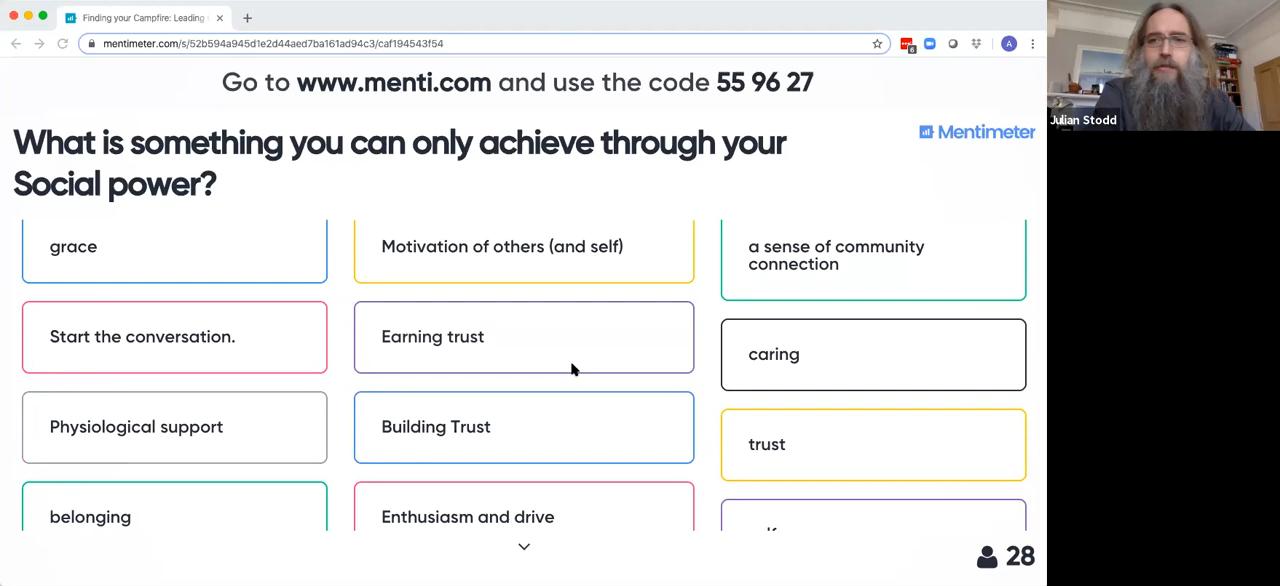 Finding your Campfire: Leading
mentimeter.com/s/52b594a945d1e2d44aed7ba161ad94c3/caf194543f54
6
A
Go to www.menti.com and use the code 55 96 27
What is something you can only achieve through your
Social power?
Mentimeter
grace
Motivation of others (and self)
a sense of community
connection
Start the conversation.
Earning trust
caring
Physiological support
Building Trust
trust
belonging
Enthusiasm and drive
28
Julian Stodd